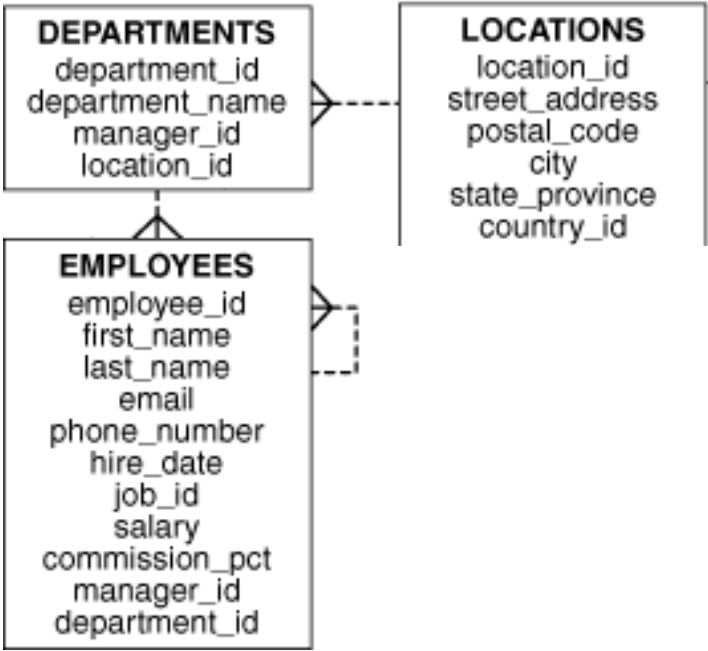 DEPARTMENTS
department_id
department_name
manager_id
location_id
LOCATIONS
location_id
street_address
postal_code
city
state_province
country_id
EMPLOYEES
employee_id
first_name
last_name
email
phone_number
hire_date
job_id
salary
commission_pct
manager_id
department_id